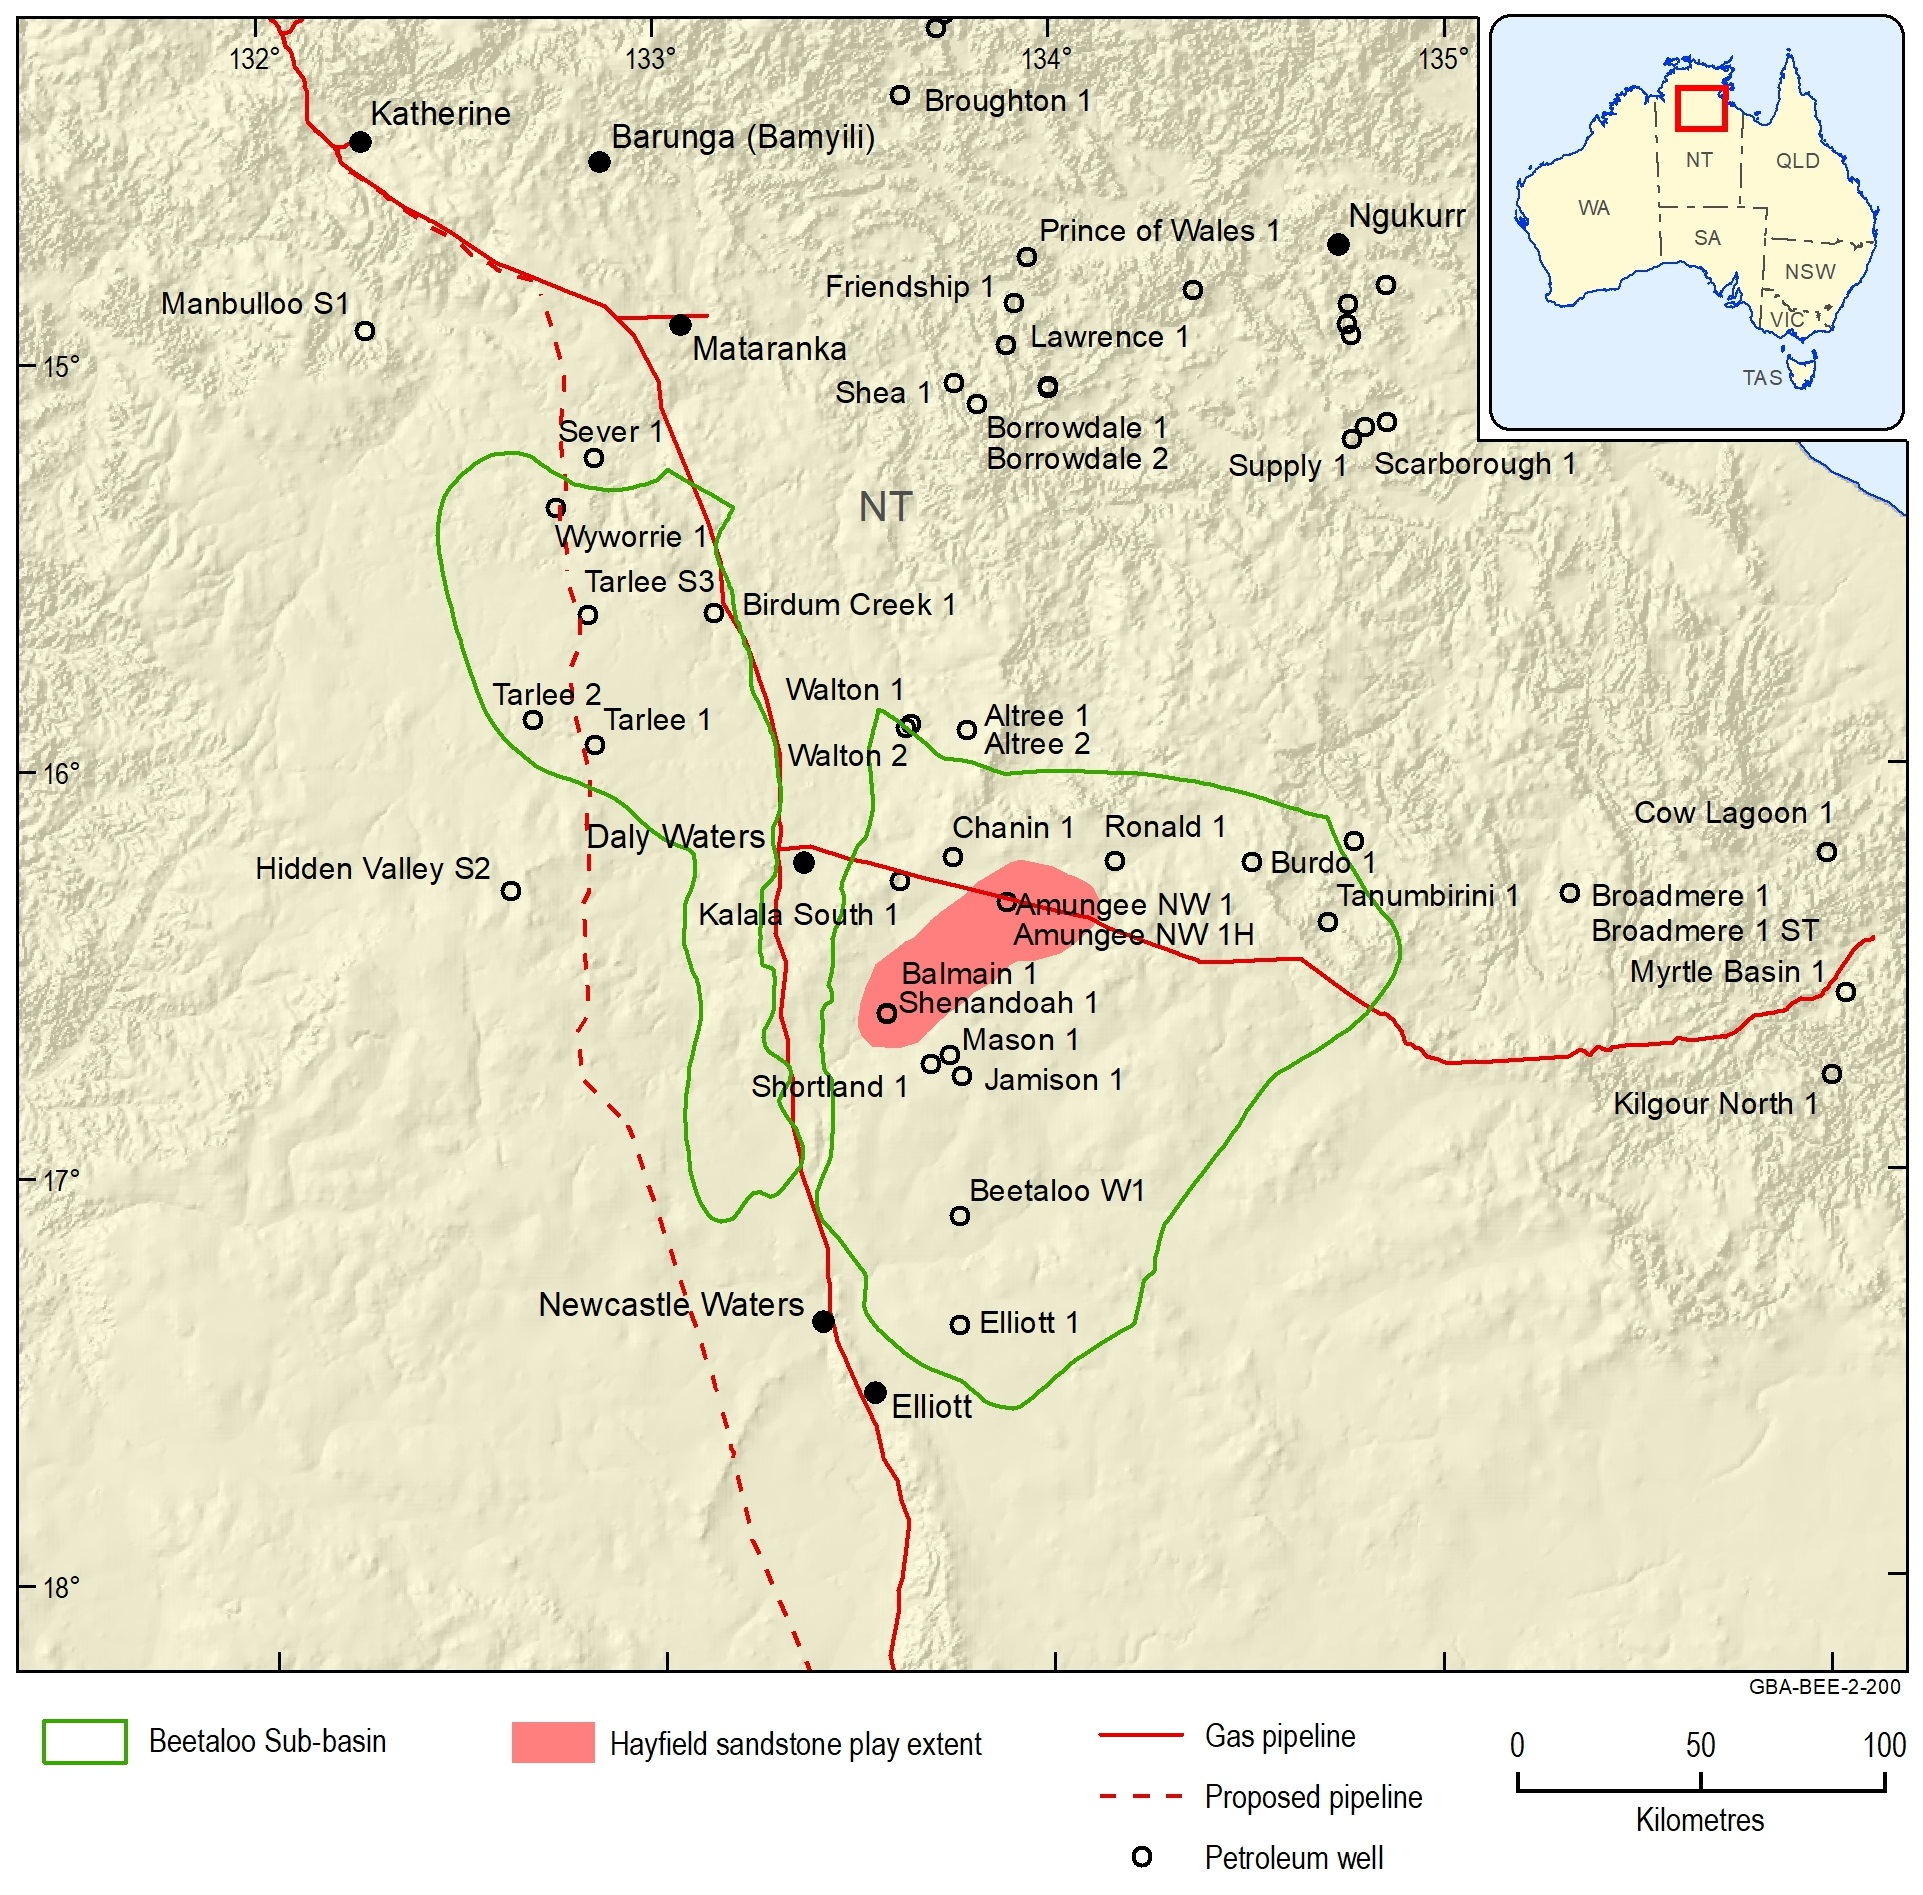 132°
133°
134°
135°
Katherine
Barunga (Bamyili)
Broughton 1
NT
QLD
WA
SA
NSW
VIC
TAS
Ngukurr
Prince of Wales 1
Friendship 1
Manbulloo S1
Lawrence 1
Mataranka
15°
Shea 1
Borrowdale 1
Borrowdale 2
Sever 1
Supply 1
Scarborough 1
NT
Wyworrie 1
Tarlee S3
Birdum Creek 1
Tarlee 2
Tarlee 1
Walton 1
Altree 1
Altree 2
Walton 2
16°
Cow Lagoon 1
Daly Waters
Chanin 1
Ronald 1
Burdo 1
Hidden Valley S2
Tanumbirini 1
Broadmere 1
Broadmere 1 ST
Kalala South 1
Amungee NW 1
Amungee NW 1H
Myrtle Basin 1
Balmain 1
Shenandoah 1
Mason 1
Shortland 1
Jamison 1
Kilgour North 1
17°
Beetaloo W1
Newcastle Waters
Elliott 1
Elliott
18°
GBA-BEE-2-200
Beetaloo Sub-basin
Hayfield sandstone play extent
Gas pipeline
Proposed pipeline
Petroleum well
0 50 100
Kilometres